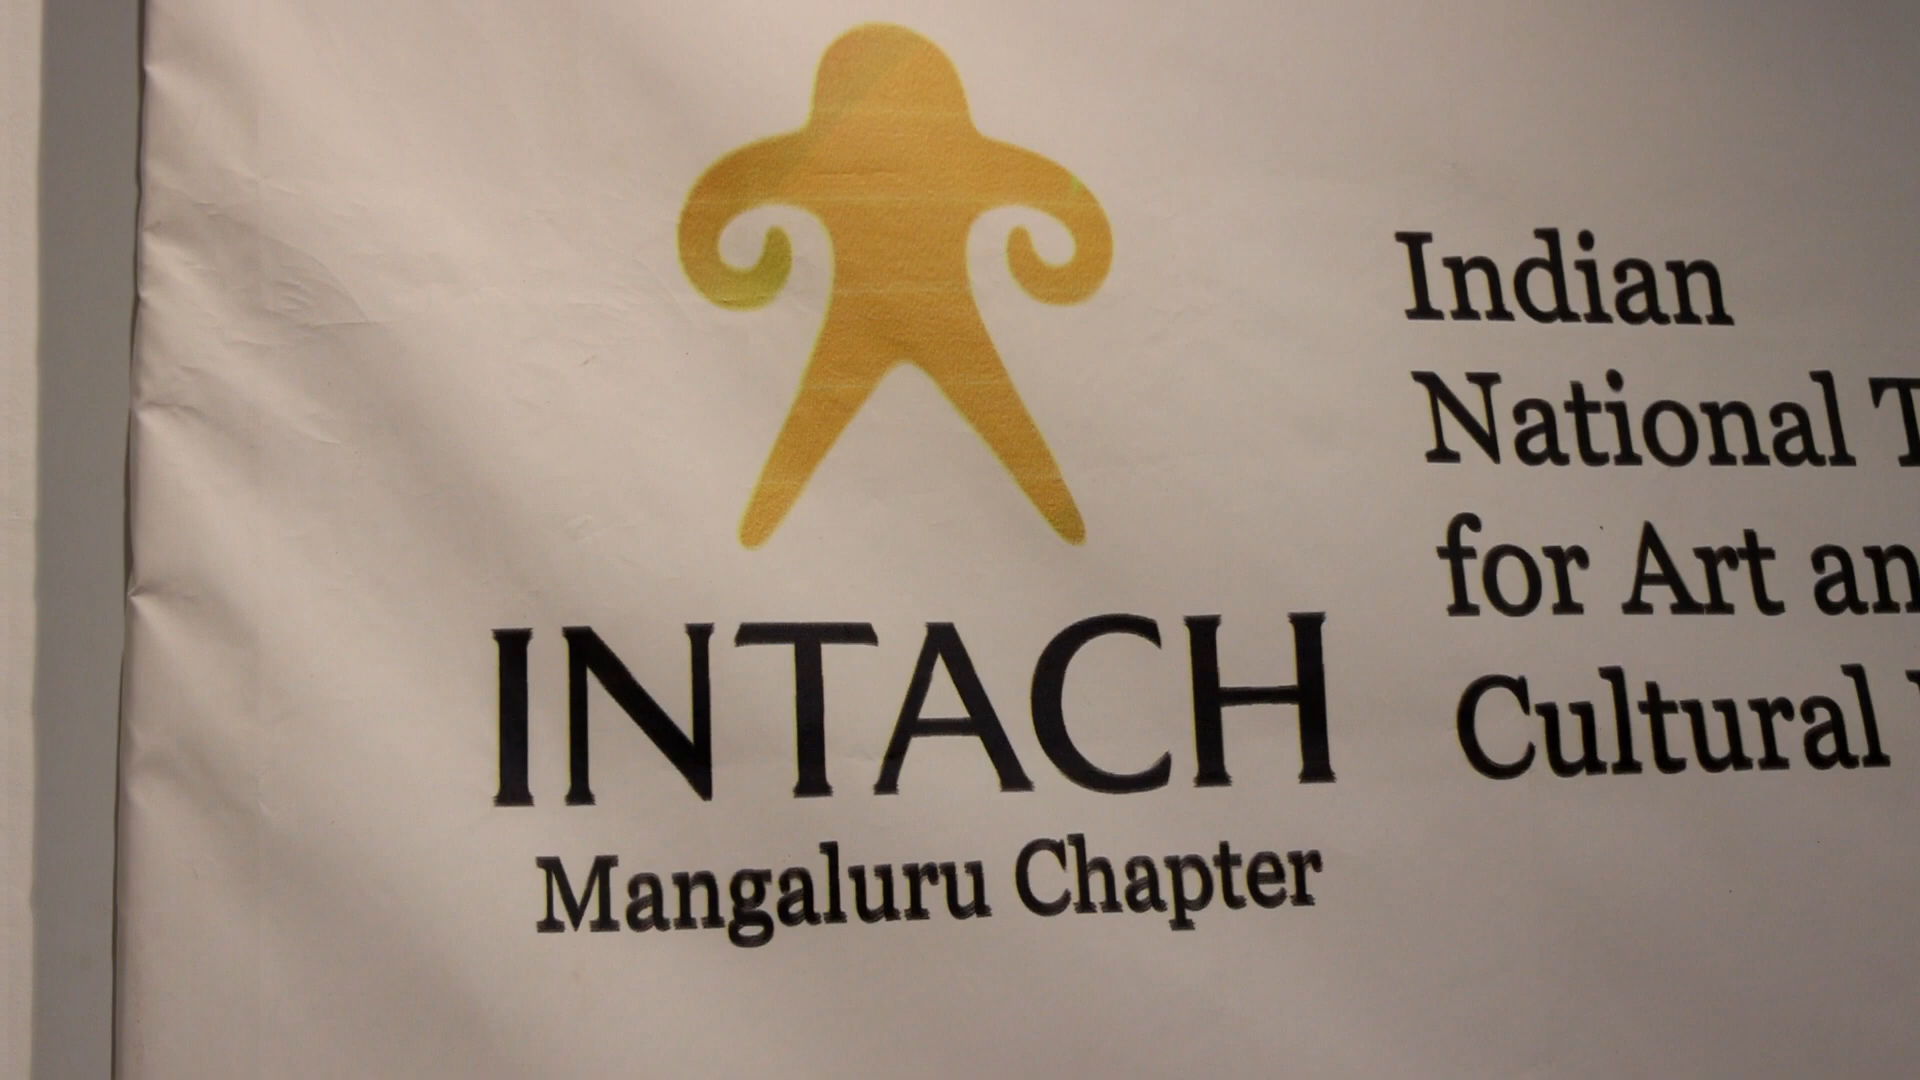 INTACH
Mangaluru Chapter
Indian
National
for Art
Cultural